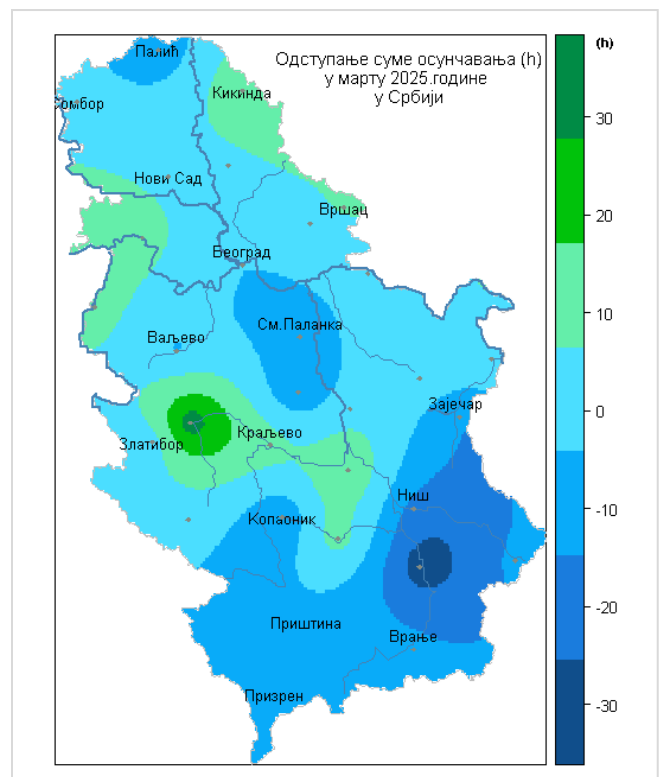 Одступање суме осунчавања (h)
у марту 2025.године
у Србији
(h)
Палић
Кикинда
Сомбор
Нови Сад
Вршац
Београд
См.Паланка
Ваљево
Зајечар
Краљево
Златибор
Ниш
Копаоник
Приштина
Врање
Призрен
30
20
10
0
-10
-20
-30